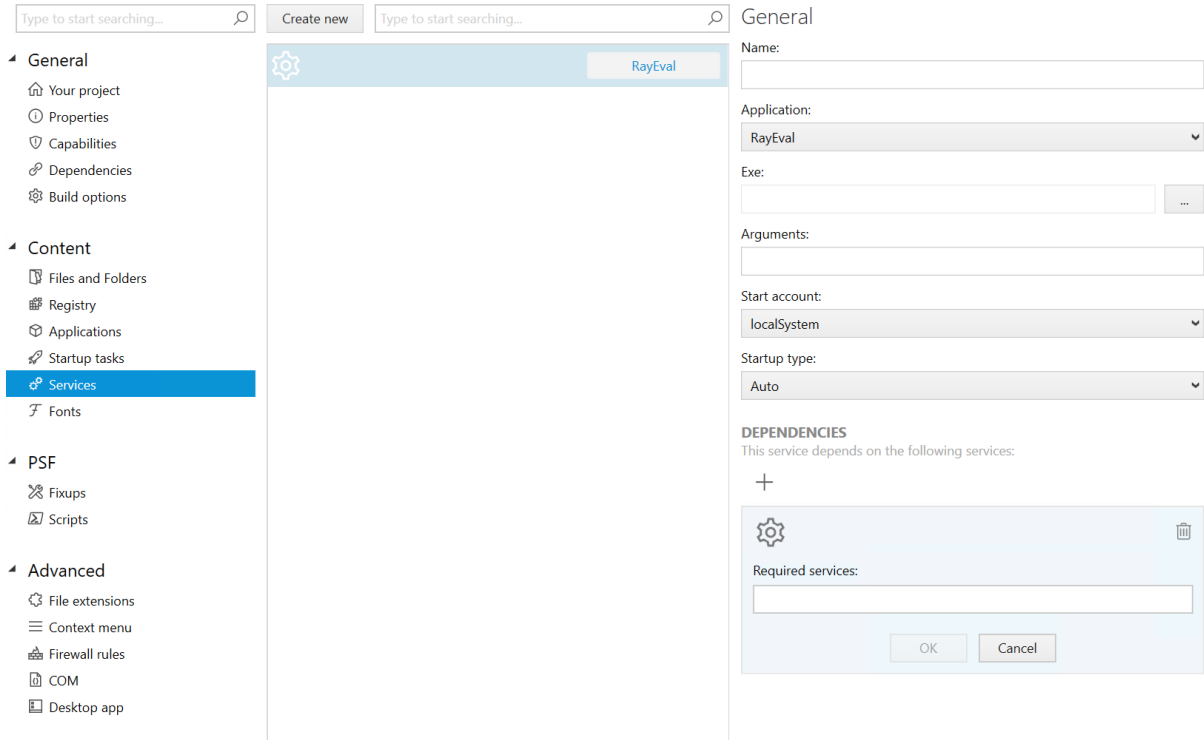 Type to start searching...
General
Your project
Properties
Capabilities
Dependencies
Build options
Content
Files and Folders
Registry
Applications
Startup tasks
Services
Fonts
PSF
Fixups
Scripts
Advanced
File extensions
Context menu
Firewall rules
COM
Desktop app
Create new
Type to start searching...
RayEval
General
Name:
Application:
RayEval
Exe:
...
Arguments:
Start account:
localSystem
Startup type:
Auto
DEPENDENCIES
This service depends on the following services:
Required services:
OK
Cancel